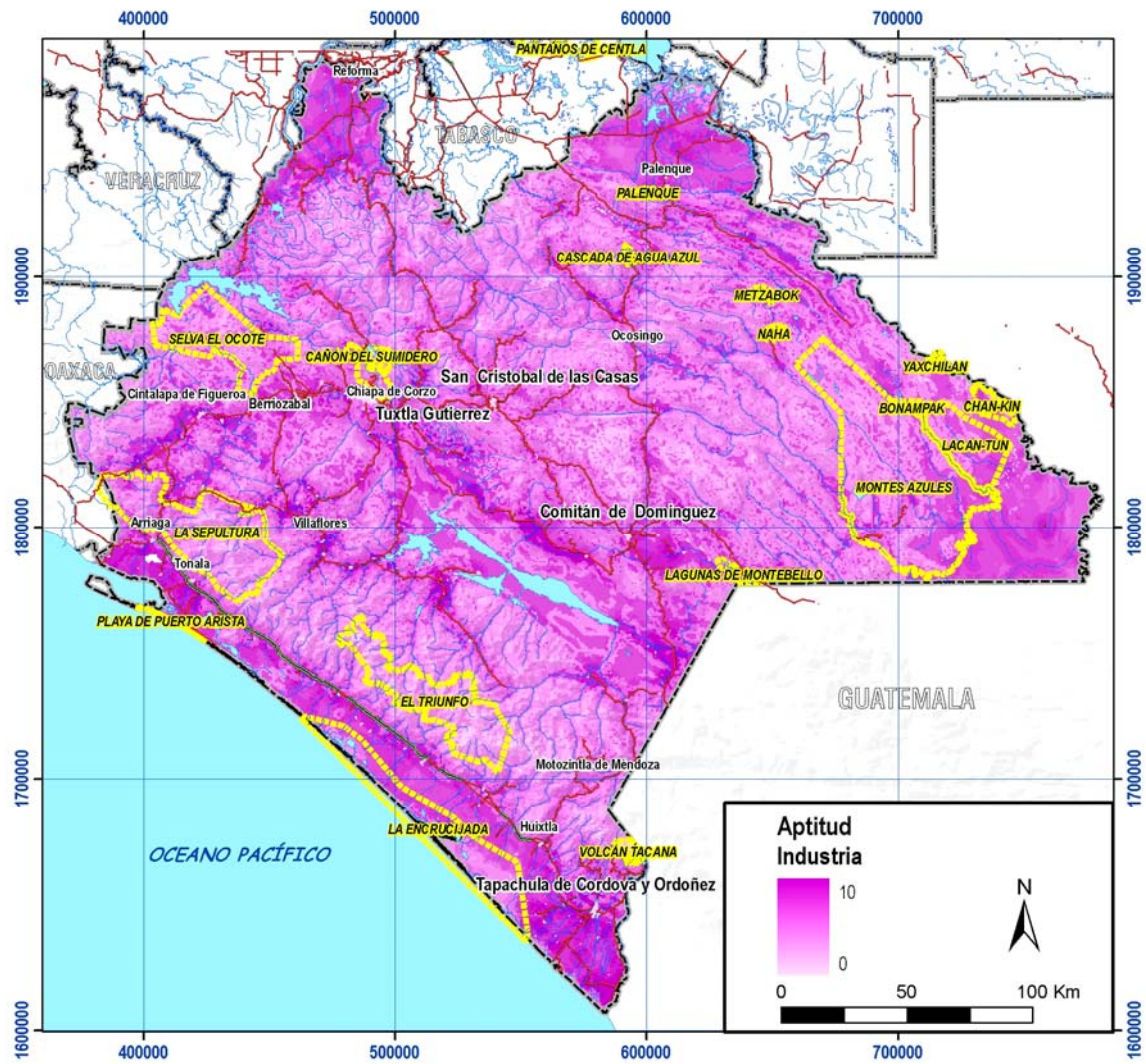 400000
500000
600000
700000
PANTANOS DE CENTLA
Reforma
TABASCO
VERACRUZ
Palenque
PALENQUE
CASCADA DE AGUA AZUL
1900000
1900000
METZABOK
SELVA EL OCOTE
Ocosingo
NAHA
CAÑÓN DEL SUMIDERO
YAXCHILAN
OAXACA
San Cristobal de las Casas
Cintalapa de Figueroa
Chiapa de Corzo
Berriozabal
Tuxtla Gutierrez
BONAMPAK
CHAN-KIN
LACAN-TUN
MONTES AZULES
Comitán de Domínguez
1800000
1800000
Arriaga
LA SEPULTURA
Villaflores
Tonala
LAGUNAS DE MONTEBELLO
PLAYA DE PUERTO ARISTA
EL TRIUNFO
GUATEMALA
Motozintla de Mendoza
1700000
1700000
LA ENCRUCIJADA
Huixtla
OCEANO PACÍFICO
VOLCÁN TACANA
Tapachula de Cordova y Ordoñez
Aptitud
Industria
10
0
N
0 50 100 Km
1600000
1600000
400000
500000
600000
700000